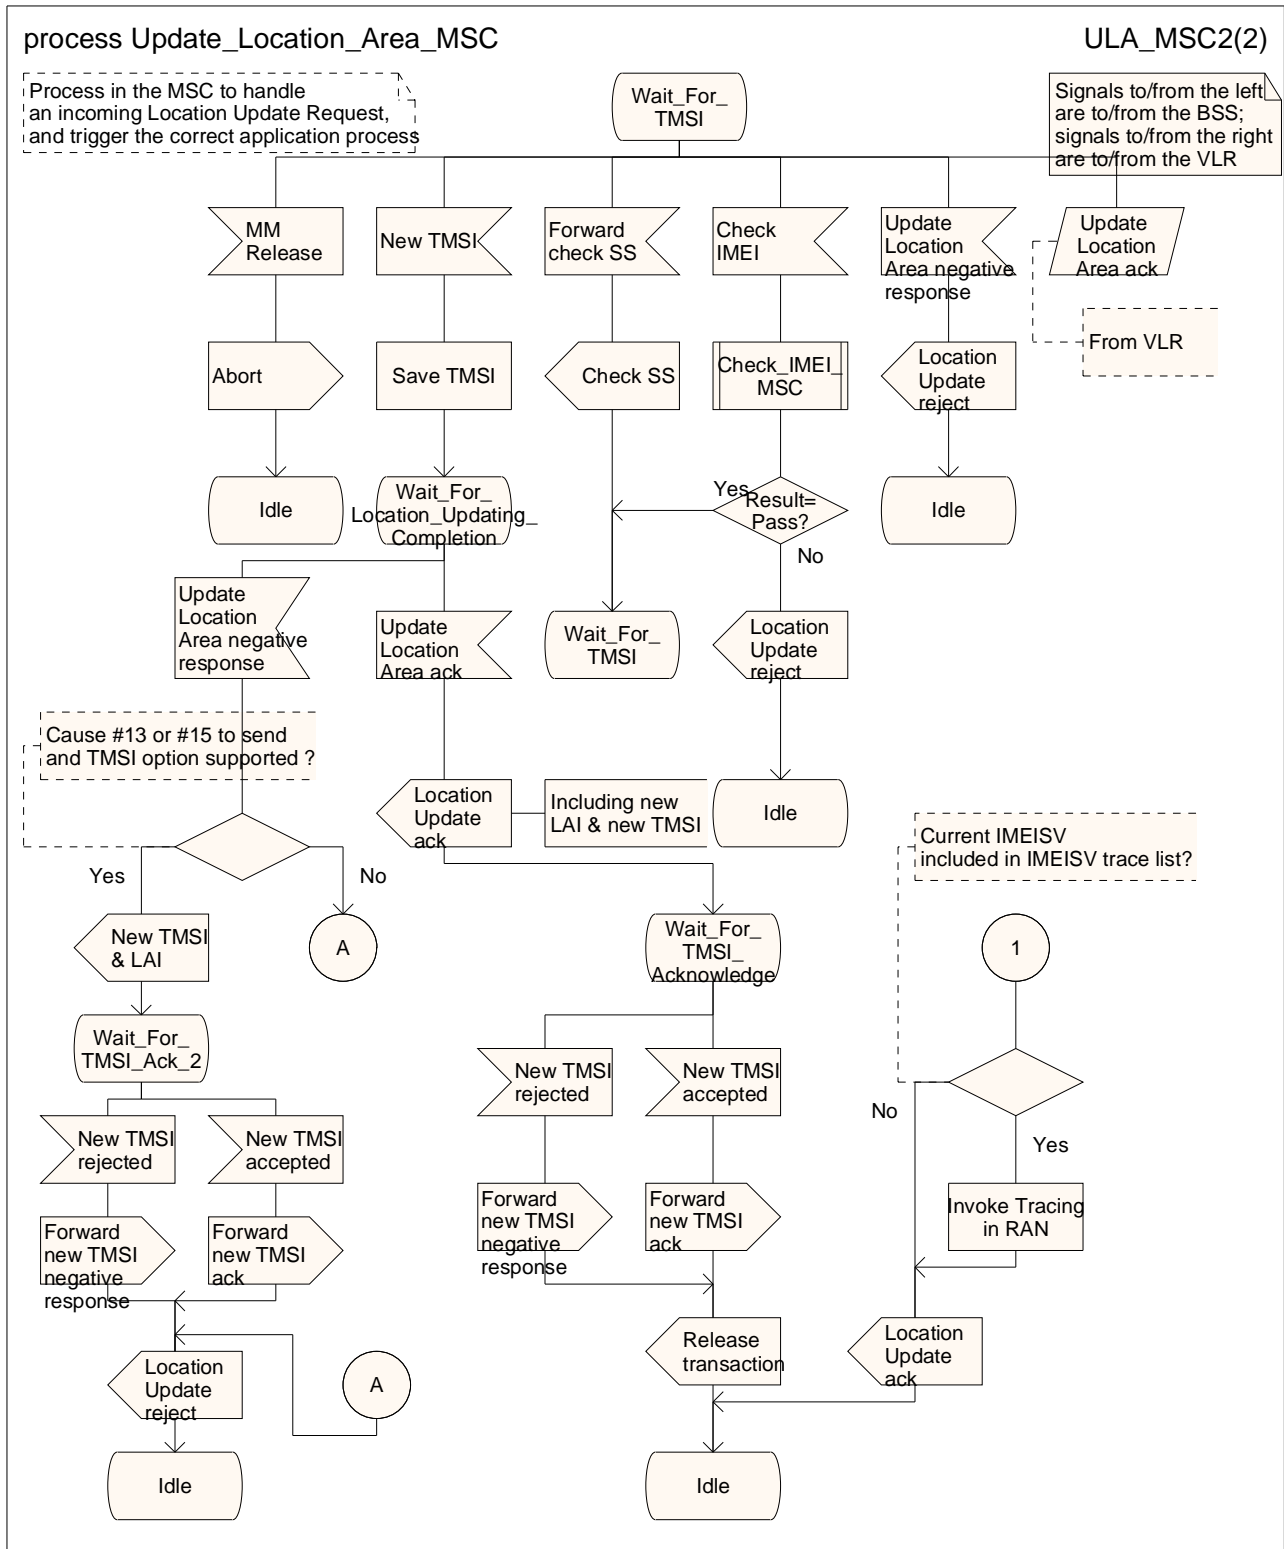 process Update_Location_Area_MSC
ULA_MSC2(2)
Process in the MSC to handle
an incoming Location Update Request,
and trigger the correct application process
Wait_For_
TMSI
Signals to/from the left
are to/from the BSS;
signals to/from the right
are to/from the VLR
MM
Release
New TMSI
Forward
check SS
Check
IMEI
Update
Location
Area negative
response
Update
Location
Area ack
From VLR
Abort
Save TMSI
Check SS
Check_IMEI_
MSC
Location
Update
reject
Idle
Wait_For_
Location_Updating_
Completion
Yes
Result=
Pass?
No
Idle
Update
Location
Area negative
response
Update
Location
Area ack
Wait_For_
TMSI
Location
Update
reject
Cause #13 or #15 to send
and TMSI option supported ?
Location
Update
ack
Including new
LAI & new TMSI
Idle
Current IMEISV
included in IMEISV trace list?
Yes
No
New TMSI
& LAI
A
Wait_For_
TMSI_
Acknowledge
1
Wait_For_
TMSI_Ack_2
New TMSI
rejected
New TMSI
accepted
No
Yes
New TMSI
rejected
New TMSI
accepted
Forward
new TMSI
negative
response
Forward
new TMSI
ack
Invoke Tracing
in RAN
Forward
new TMSI
negative
response
Forward
new TMSI
ack
Release
transaction
Location
Update
ack
Location
Update
reject
A
Idle
Idle